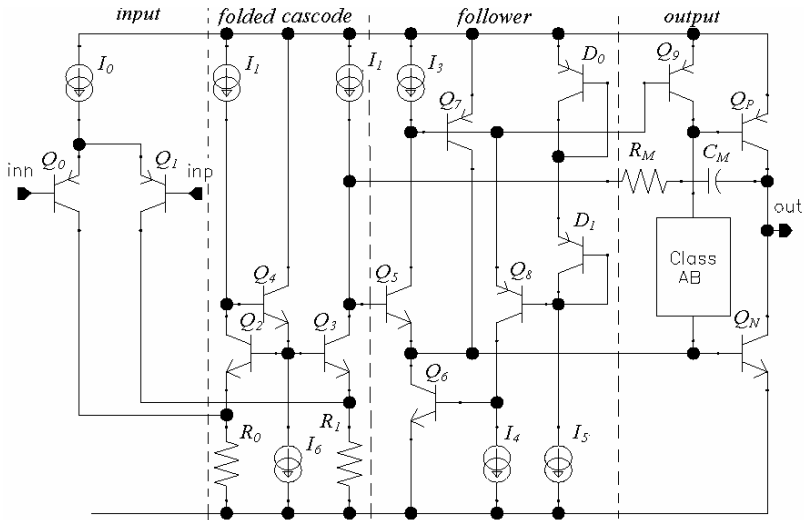 input folded cascode follower output
I0 I1 I1 I3 D0 Q9
Q7 QP
Q0 Q1 RM CM
inn inp
out
D1
Class
AB
Q4 Q5 Q8
Q2 Q3 QN
Q6
R0 I6 R1 I4 I5